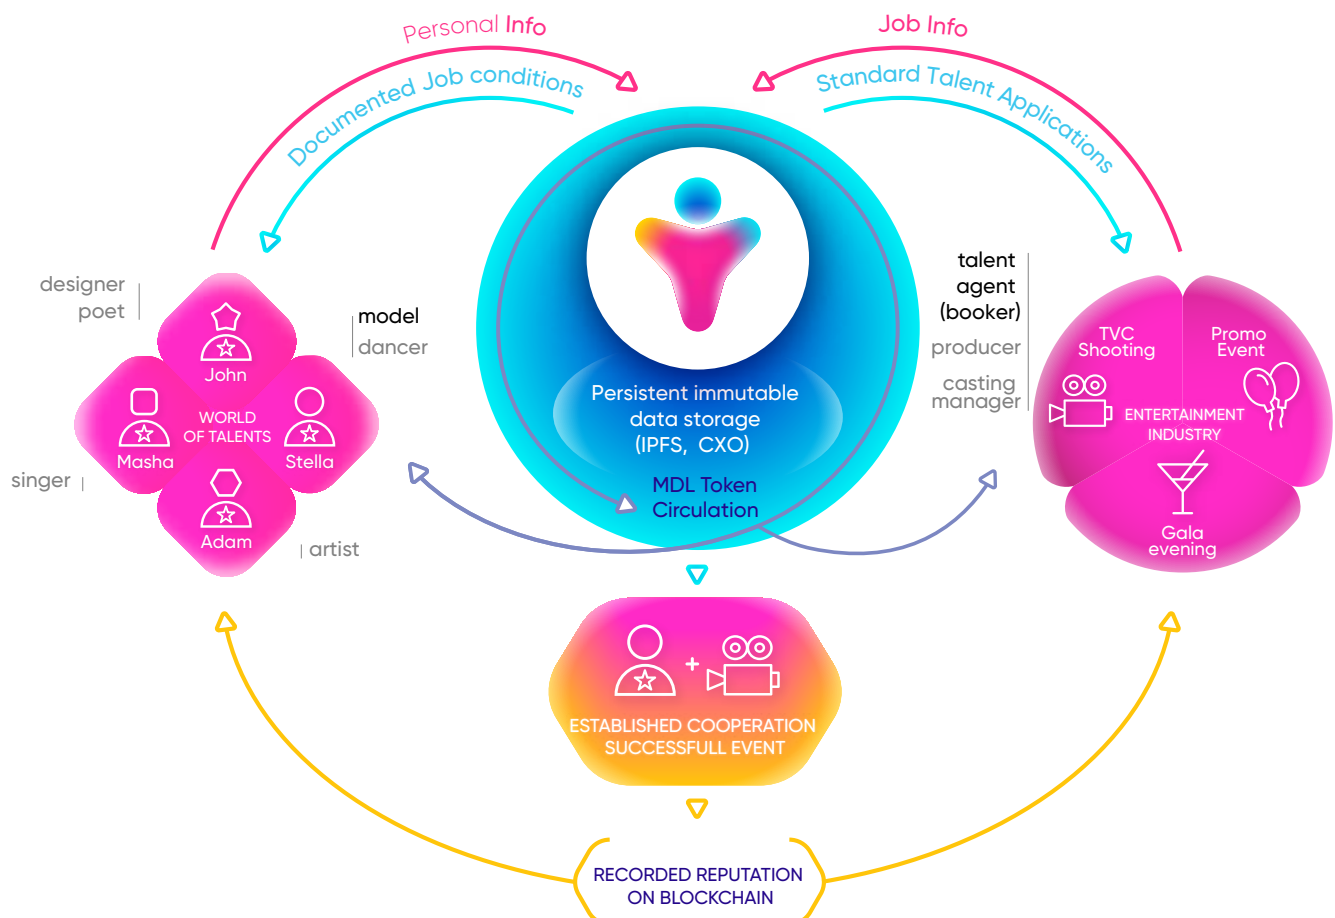 Personal Info
Job Info
Documented Job conditions
Standard Talent Applications
designer
poet
model
dancer
singer
artist
John
WORLD
OF TALENTS
Masha
Stella
Adam
Persistent immutable
data storage
(IPFS, CXO)
MDL Token
Circulation
talent
agent
(booker)
producer
casting
manager
TVC
Shooting
Promo
Event
ENTERTAINMENT
INDUSTRY
Gala
evening
+
ESTABLISHED COOPERATION
SUCCESSFULL EVENT
RECORDED REPUTATION
ON BLOCKCHAIN